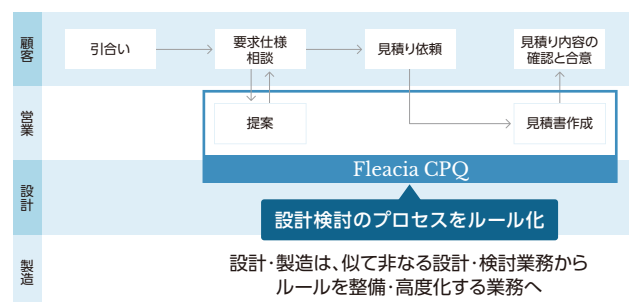 顧客
引合い
要求仕様
相談
見積り依頼
見積り内容の
確認と合意
営業
提案
見積書作成
Fleacia CPQ
設計
設計検討のプロセスをルール化
製造
設計・製造は、似て非なる設計・検討業務から
ルールを整備・高度化する業務へ